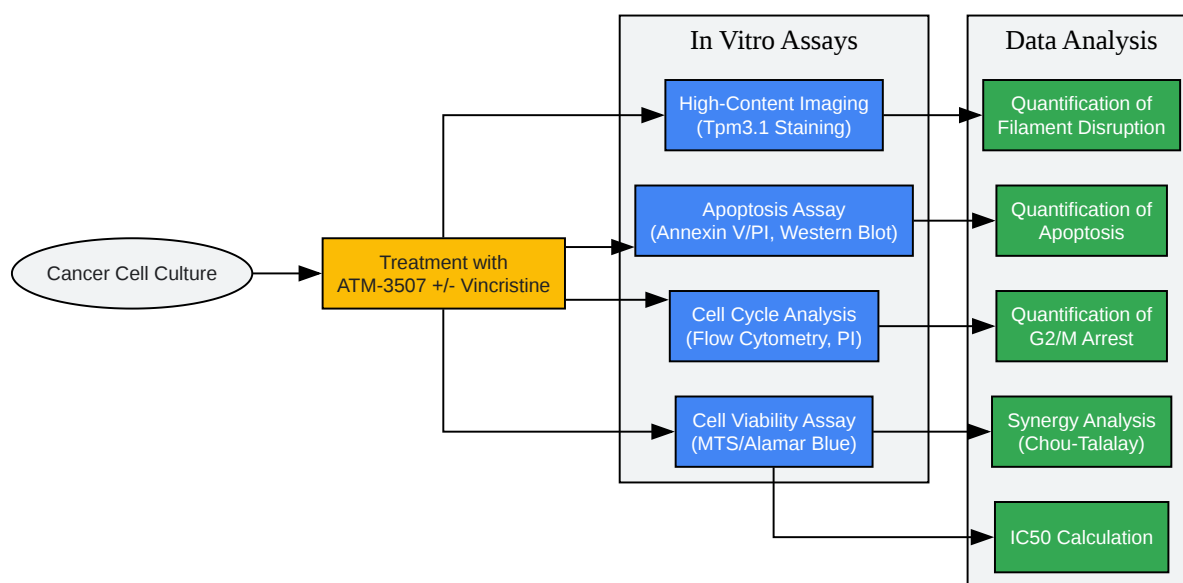 In Vitro Assays
Data Analysis
High-Content Imaging
(Tpm3.1 Staining)
Quantification of
Filament Disruption
Apoptosis Assay
(Annexin V/PI, Western Blot)
Quantification of
Apoptosis
Cancer Cell Culture
Treatment with
ATM-3507 +/- Vincristine
Cell Cycle Analysis
(Flow Cytometry, PI)
Quantification of
G2/M Arrest
Cell Viability Assay
(MTS/Alamar Blue)
Synergy Analysis
(Chou-Talalay)
IC50 Calculation